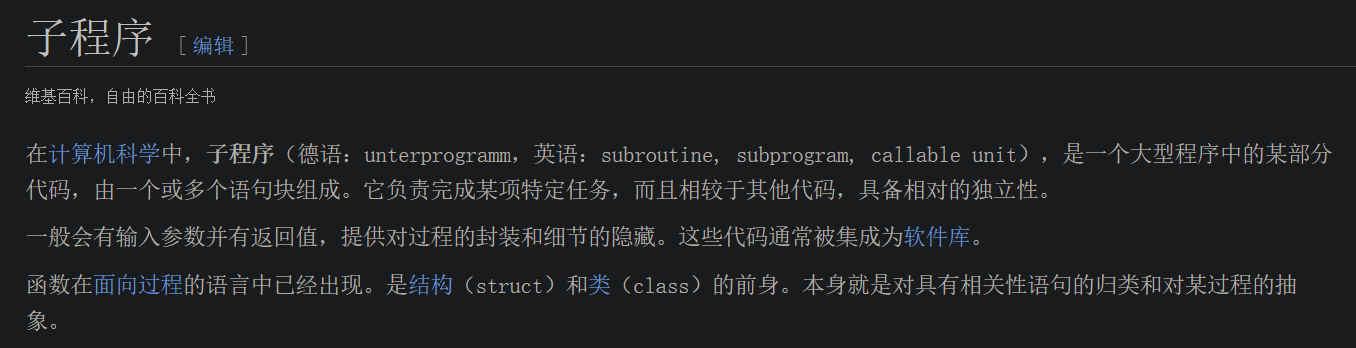 子程序 [编辑]
维基百科，自由的百科全书
在计算机科学中，子程序（德语：unterprogramm，英语：subroutine, subprogram, callable unit），是一个大型程序中的某部分
代码，由一个或多个语句块组成。它负责完成某项特定任务，而且相较于其他代码，具备相对的独立性。
一般会有输入参数并有返回值，提供对过程的封装和细节的隐藏。这些代码通常被集成为软件库。
函数在面向过程的语言中已经出现。是结构（struct）和类（class）的前身。本身就是对具有相关性语句的归类和对某过程的抽
象。